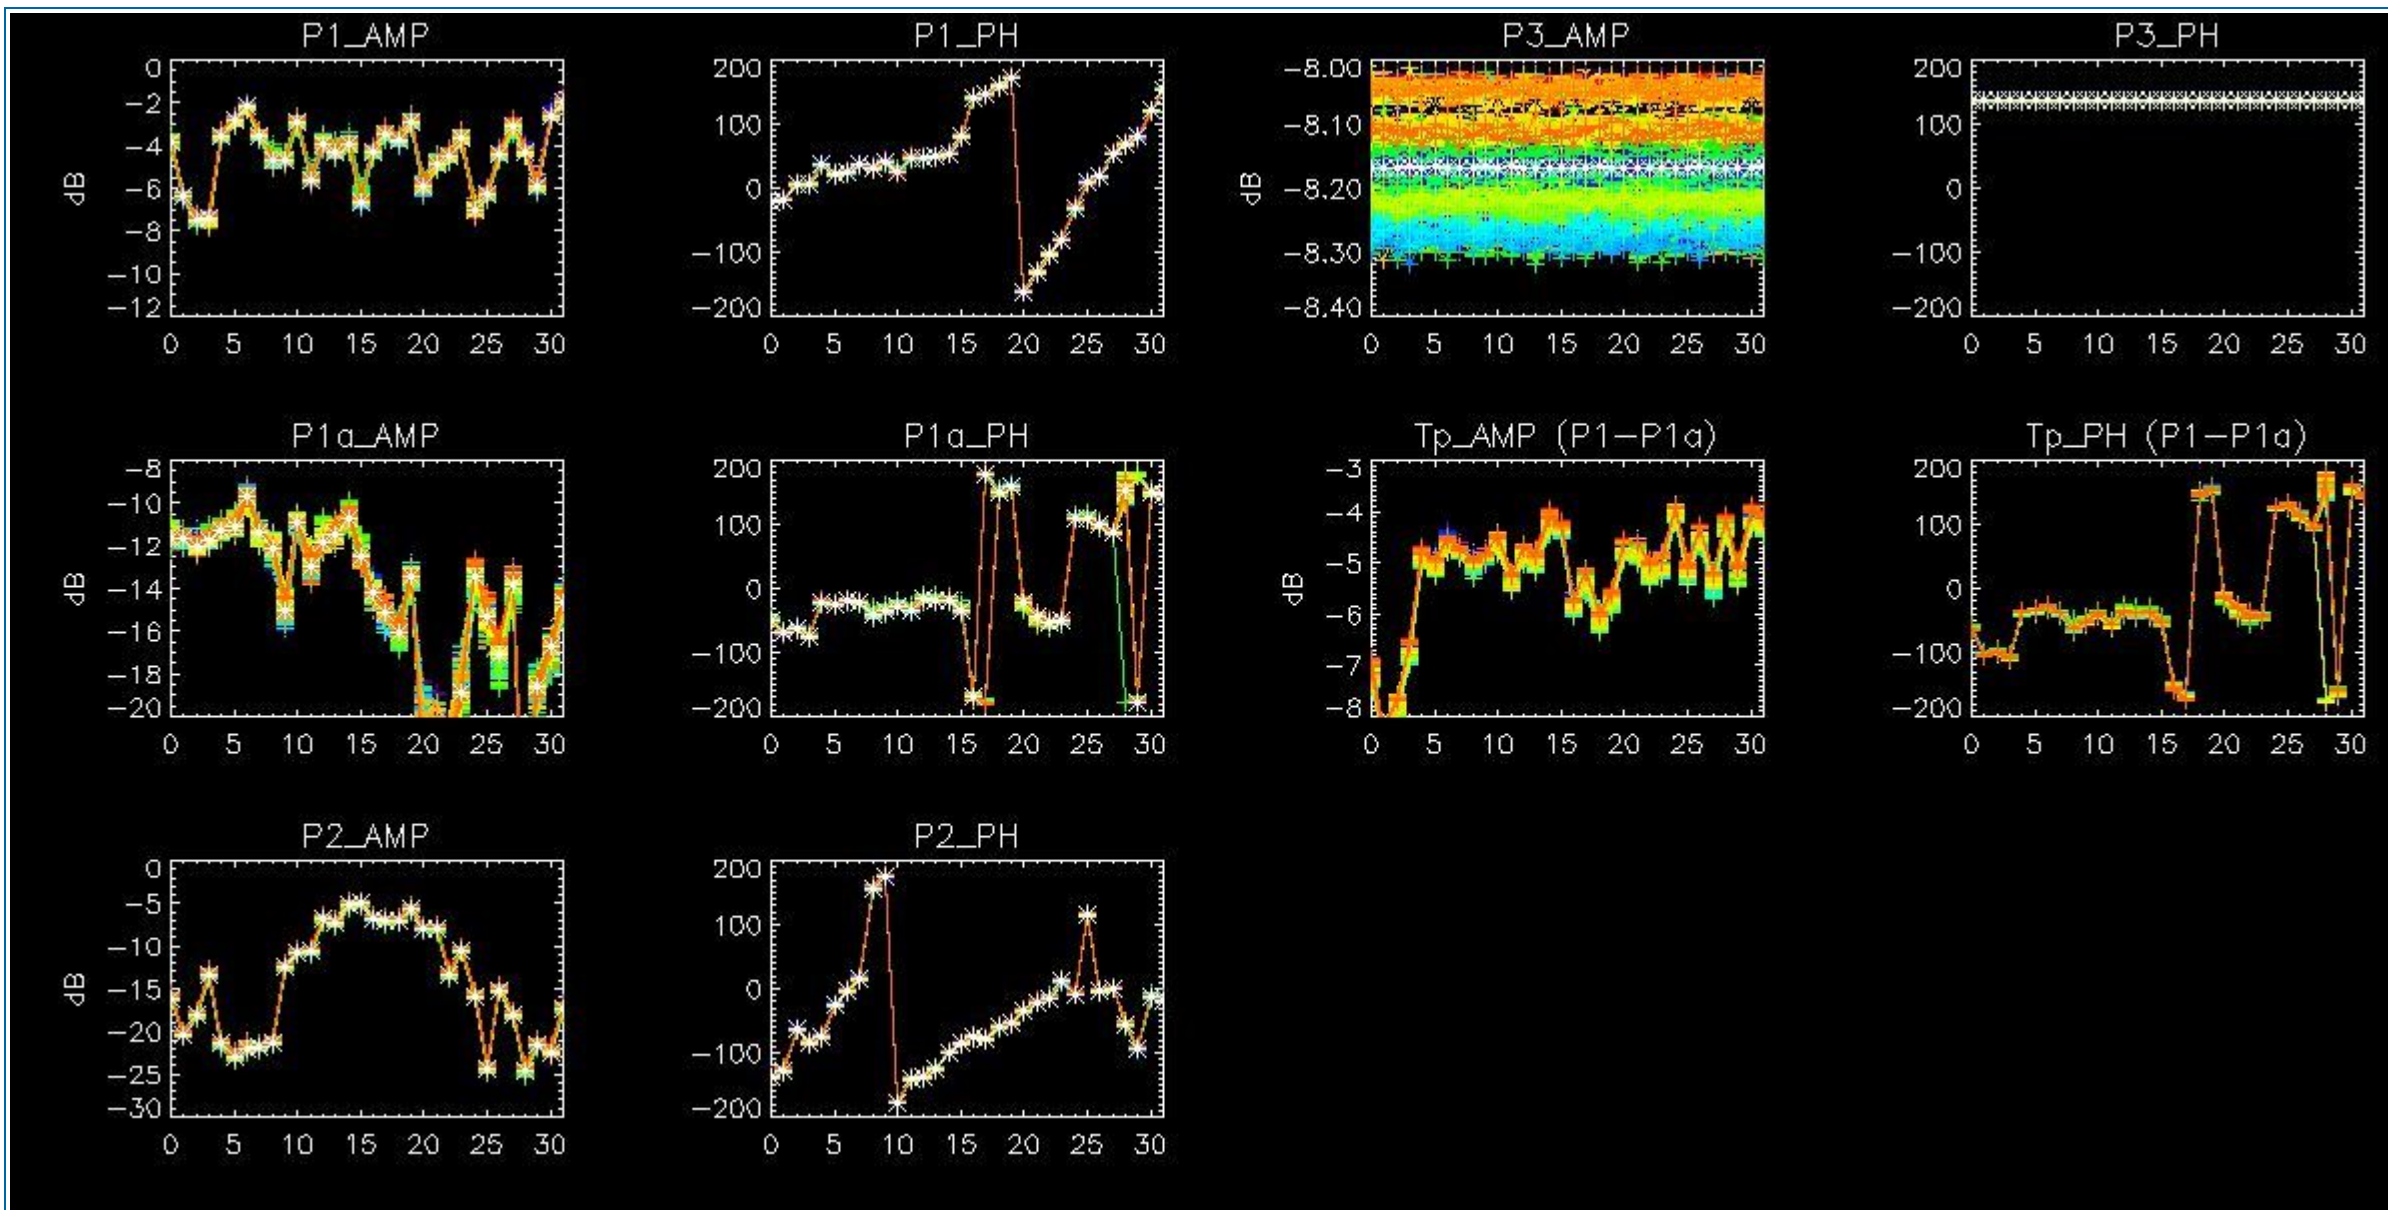 P1_AMP
0
−2
−4
−6
−8
−10
−12
dB
0 5 10 15 20 25 30
P1_PH
200
100
0
−100
−200
0 5 10 15 20 25 30
P3_AMP
−8.00
−8.10
−8.20
−8.30
−8.40
dB
0 5 10 15 20 25 30
P3_PH
200
100
0
−100
−200
0 5 10 15 20 25 30
P1a_AMP
−8
−10
−12
−14
−16
−18
−20
dB
0 5 10 15 20 25 30
P1a_PH
200
100
0
−100
−200
0 5 10 15 20 25 30
Tp_AMP (P1−P1a)
−3
−4
−5
−6
−7
−8
dB
0 5 10 15 20 25 30
Tp_PH (P1−P1a)
200
100
0
−100
−200
0 5 10 15 20 25 30
P2_AMP
0
−5
−10
−15
−20
−25
−30
dB
0 5 10 15 20 25 30
P2_PH
200
100
0
−100
−200
0 5 10 15 20 25 30